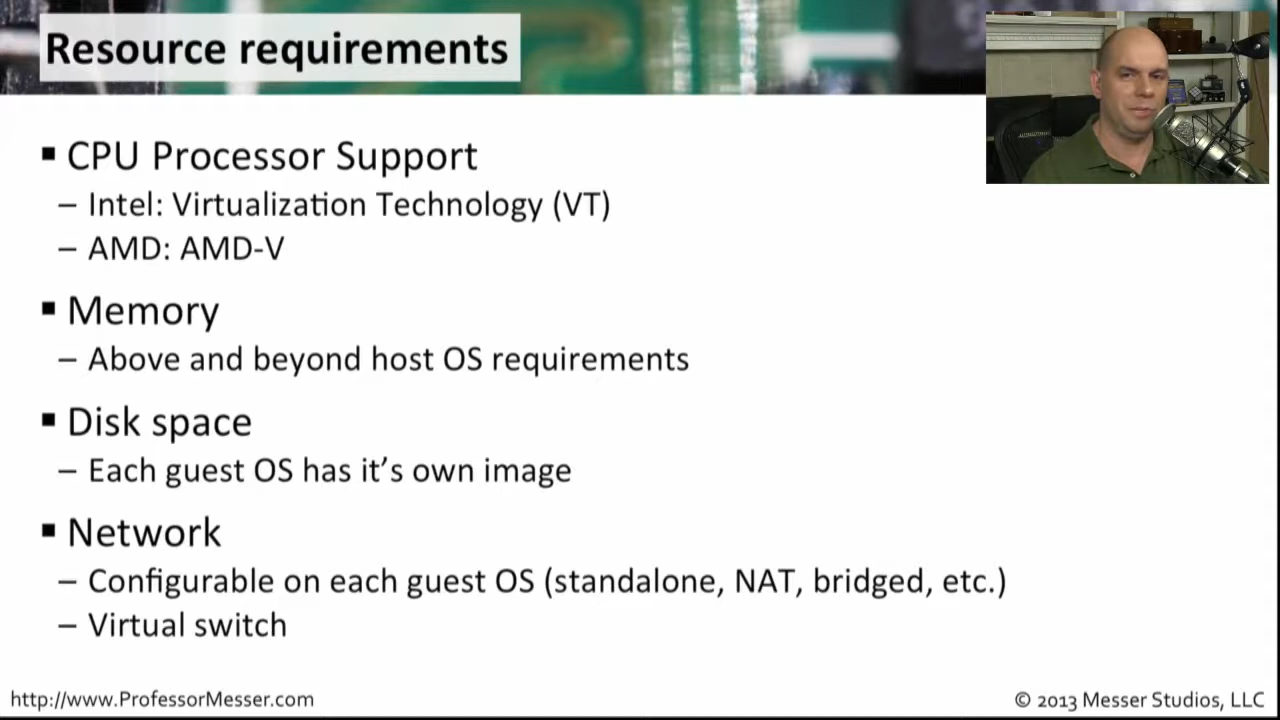 Resource requirements
▪ CPU Processor Support
– Intel: Virtualization Technology (VT)
– AMD: AMD-V
▪ Memory
– Above and beyond host OS requirements
▪ Disk space
– Each guest OS has it’s own image
▪ Network
– Configurable on each guest OS (standalone, NAT, bridged, etc.)
– Virtual switch
http://www.ProfessorMesser.com
© 2013 Messer Studios, LLC